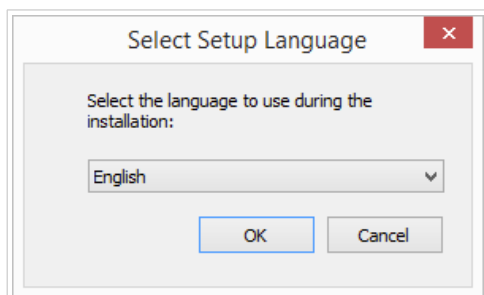 Select Setup Language
Select the language to use during the
installation:
English
OK
Cancel